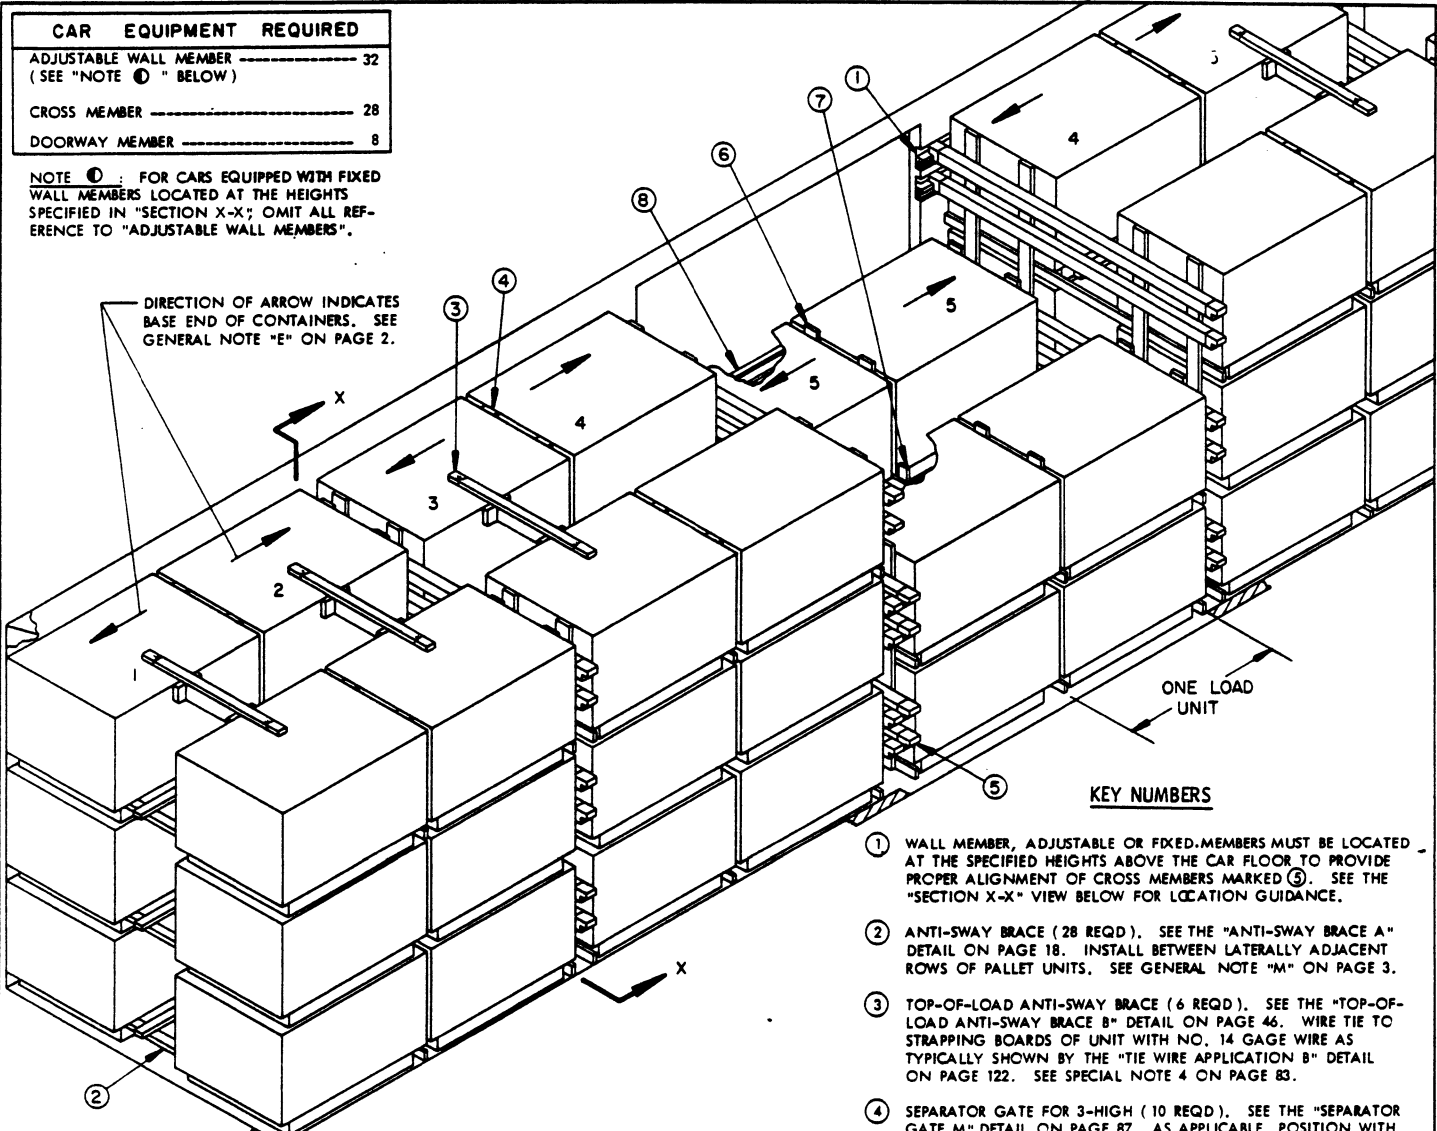 CAR EQUIPMENT REQUIRED
ADJUSTABLE WALL MEMBER ---------------- 32
(SEE "NOTE ◐ " BELOW)
CROSS MEMBER ---------------------------- 28
DOORWAY MEMBER ------------------------ 8
NOTE ◐ : FOR CARS EQUIPPED WITH FIXED
WALL MEMBERS LOCATED AT THE HEIGHTS
SPECIFIED IN "SECTION X-X"; OMIT ALL REF-
ERENCE TO "ADJUSTABLE WALL MEMBERS".
DIRECTION OF ARROW INDICATES
BASE END OF CONTAINERS. SEE
GENERAL NOTE "E" ON PAGE 2.
1
7
6
8
4
3
X
4
5
5
4
3
2
1
ONE LOAD
UNIT
5
X
2
KEY NUMBERS
① WALL MEMBER, ADJUSTABLE OR FIXED. MEMBERS MUST BE LOCATED
AT THE SPECIFIED HEIGHTS ABOVE THE CAR FLOOR TO PROVIDE
PROPER ALIGNMENT OF CROSS MEMBERS MARKED ⑤. SEE THE
"SECTION X-X" VIEW BELOW FOR LOCATION GUIDANCE.
② ANTI-SWAY BRACE (28 REQD). SEE THE "ANTI-SWAY BRACE A"
DETAIL ON PAGE 18. INSTALL BETWEEN LATERALLY ADJACENT
ROWS OF PALLET UNITS. SEE GENERAL NOTE "M" ON PAGE 3.
③ TOP-OF-LOAD ANTI-SWAY BRACE (6 REQD). SEE THE "TOP-OF-
LOAD ANTI-SWAY BRACE B" DETAIL ON PAGE 46. WIRE TIE TO
STRAPPING BOARDS OF UNIT WITH NO. 14 GAGE WIRE AS
TYPICALLY SHOWN BY THE "TIE WIRE APPLICATION B" DETAIL
ON PAGE 122. SEE SPECIAL NOTE 4 ON PAGE 83.
④ SEPARATOR GATE FOR 3-HIGH (10 REQD). SEE THE "SEPARATOR
GATE M" DETAIL ON PAGE 87. AS APPLICABLE, POSITION WITH